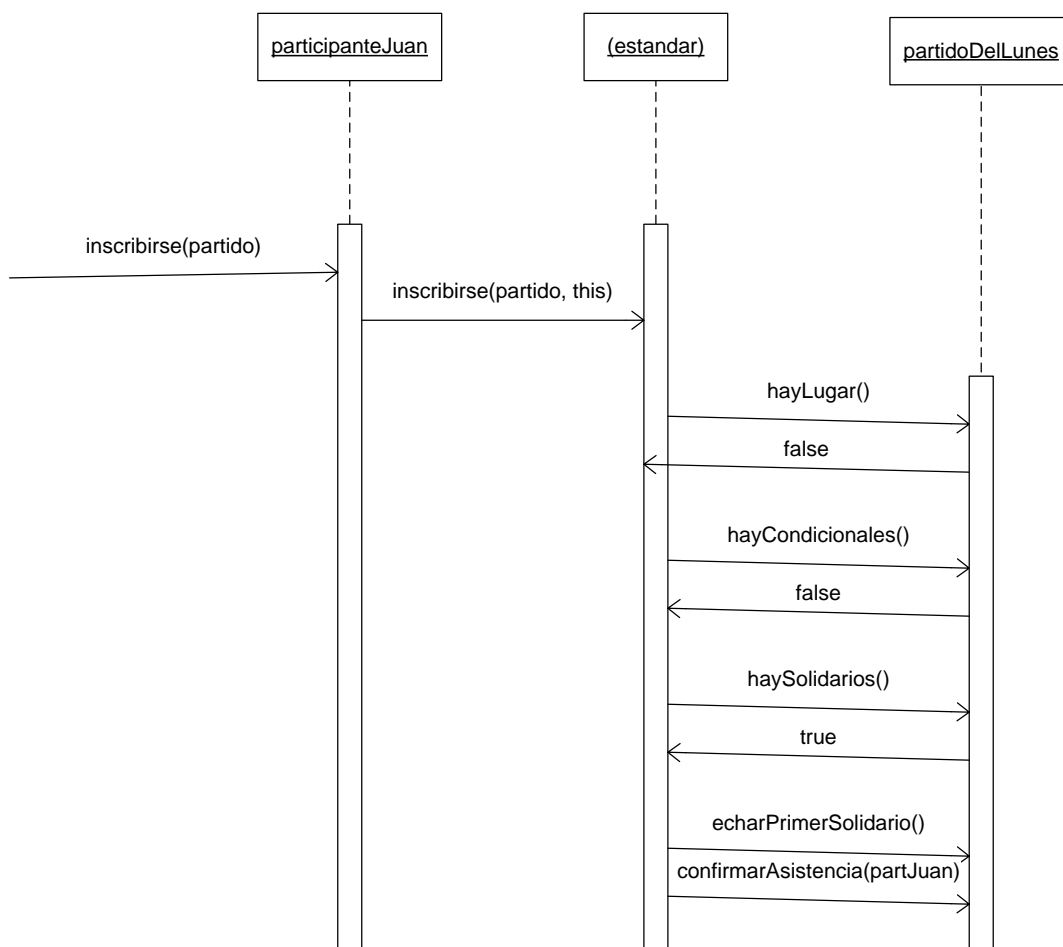 participanteJuan
(estandar)
partidoDelLunes
inscribirse(partido)
inscribirse(partido, this)
hayLugar()
false
hayCondicionales()
false
haySolidarios()
true
echarPrimerSolidario()
confirmarAsistencia(partJuan)